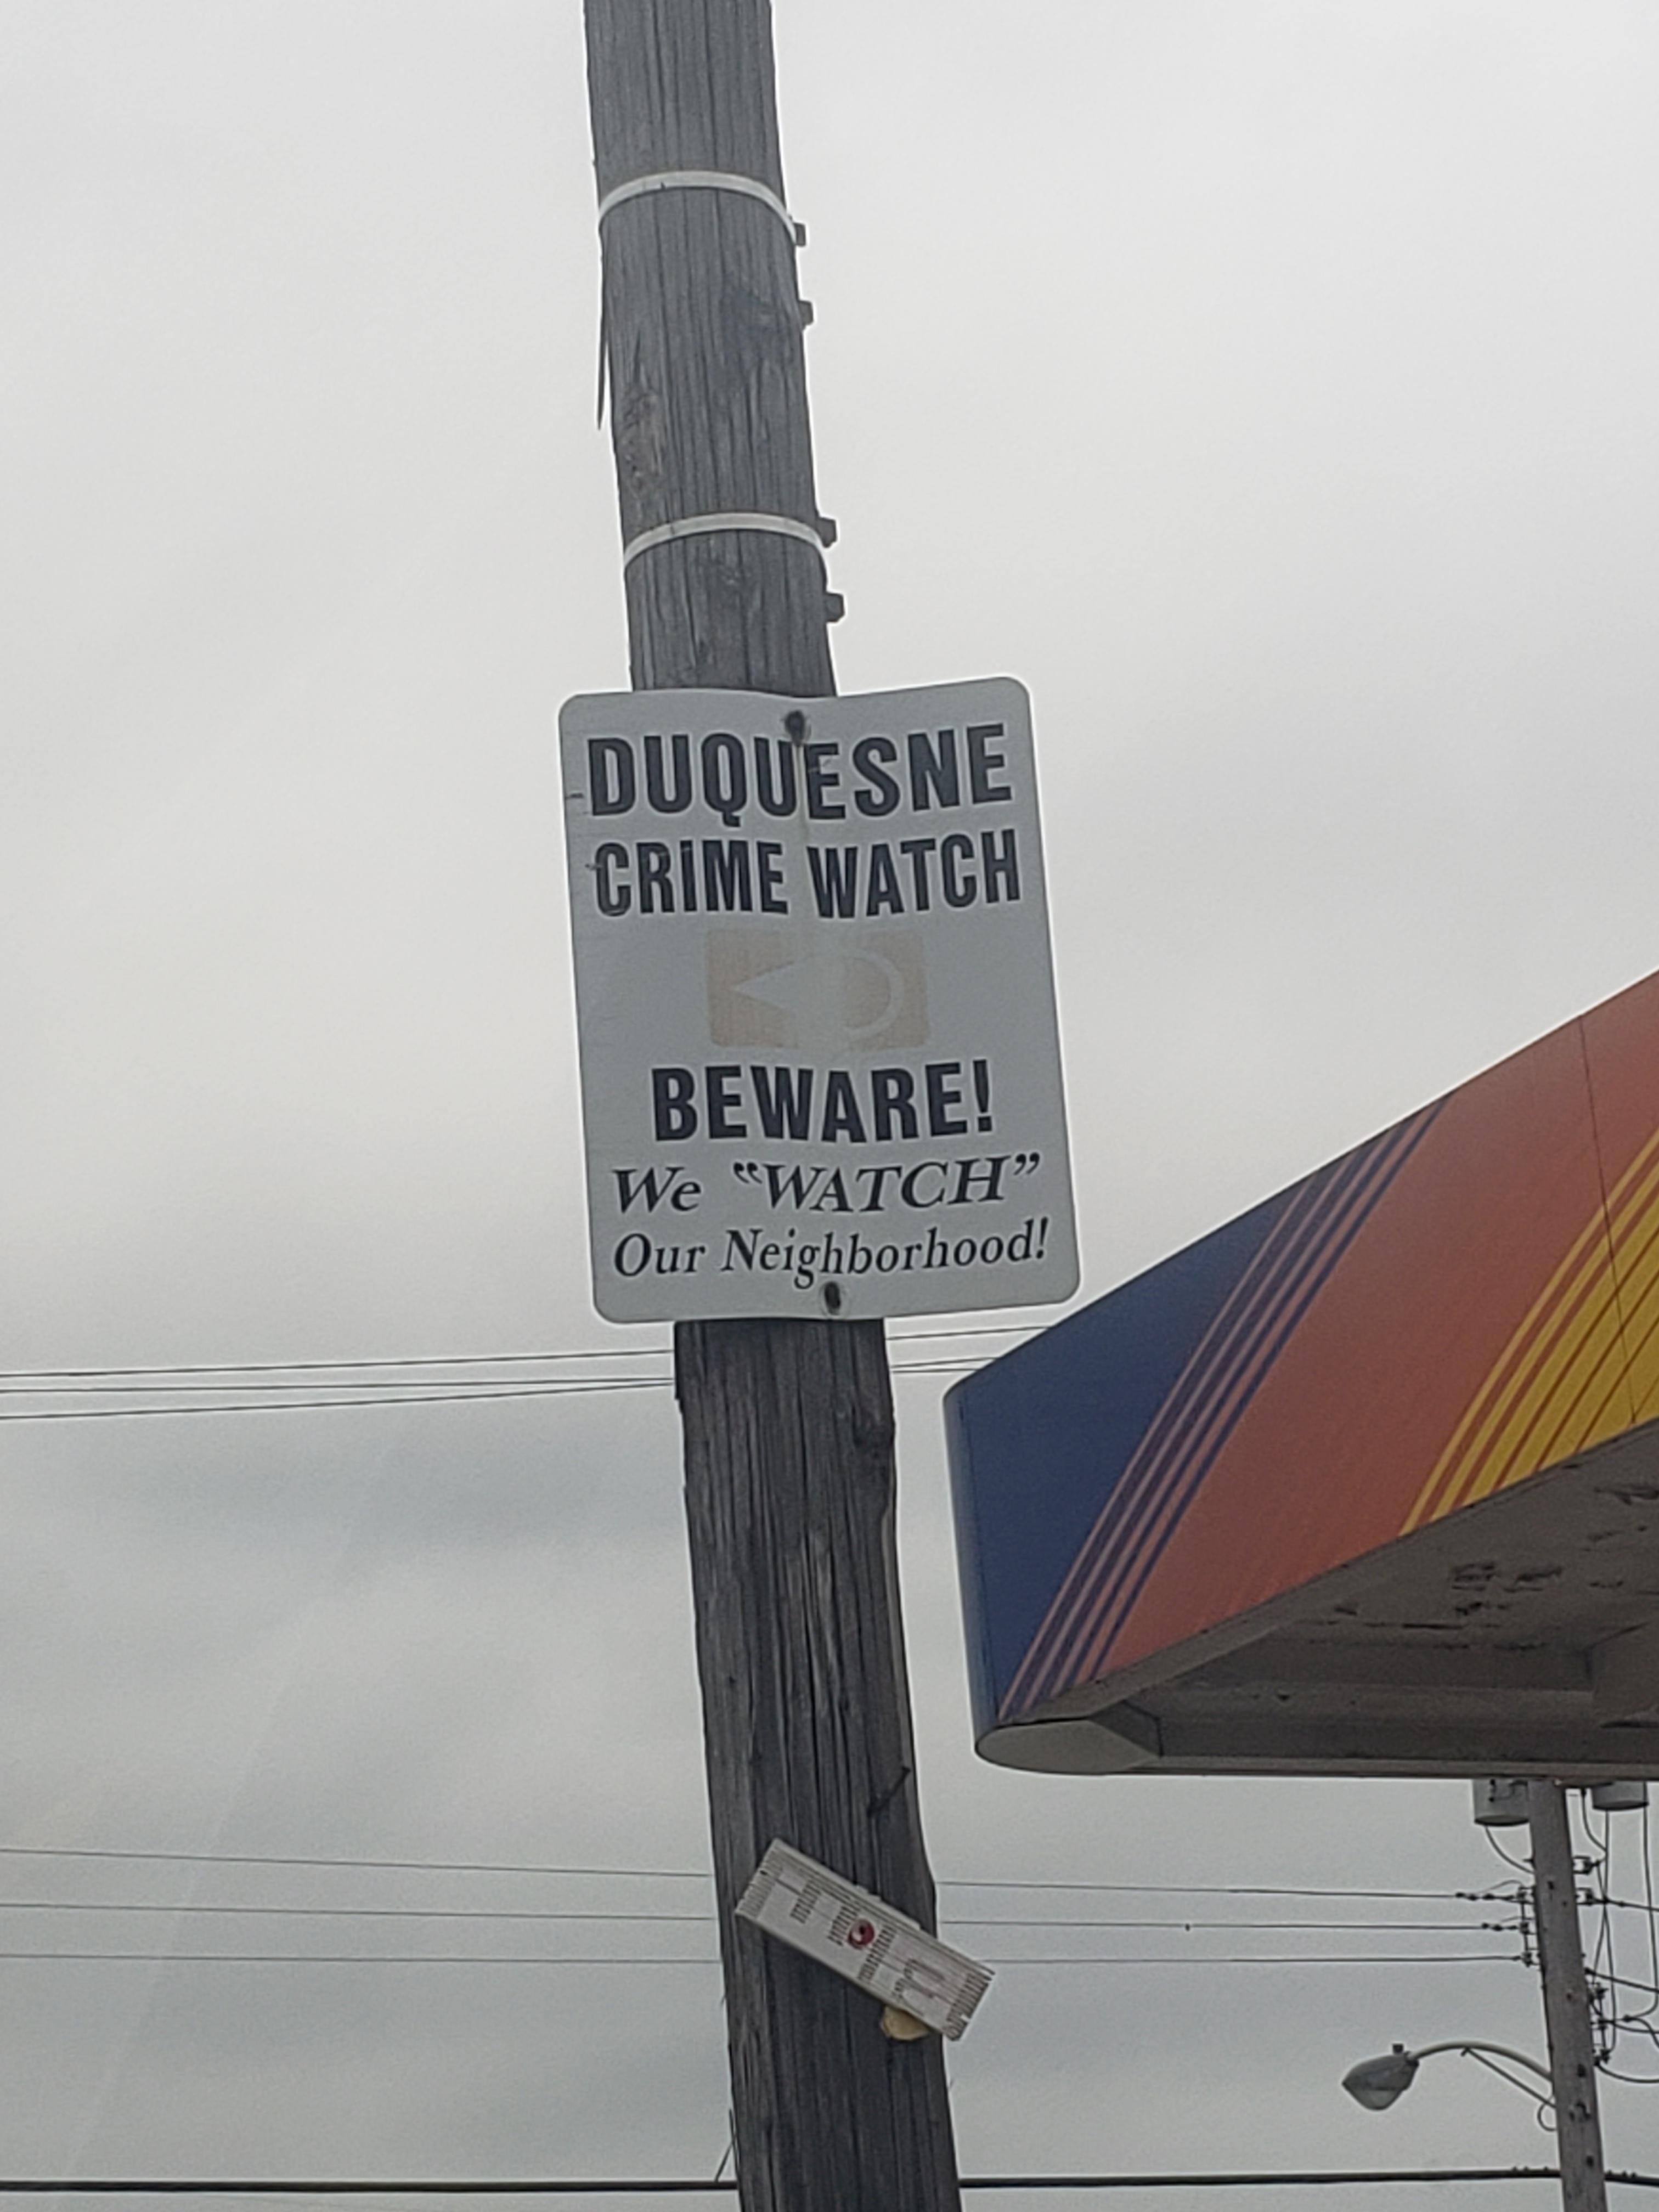 DUQUESNE
CRIME WATCH
BEWARE!
We “WATCH”
Our Neighborhood!